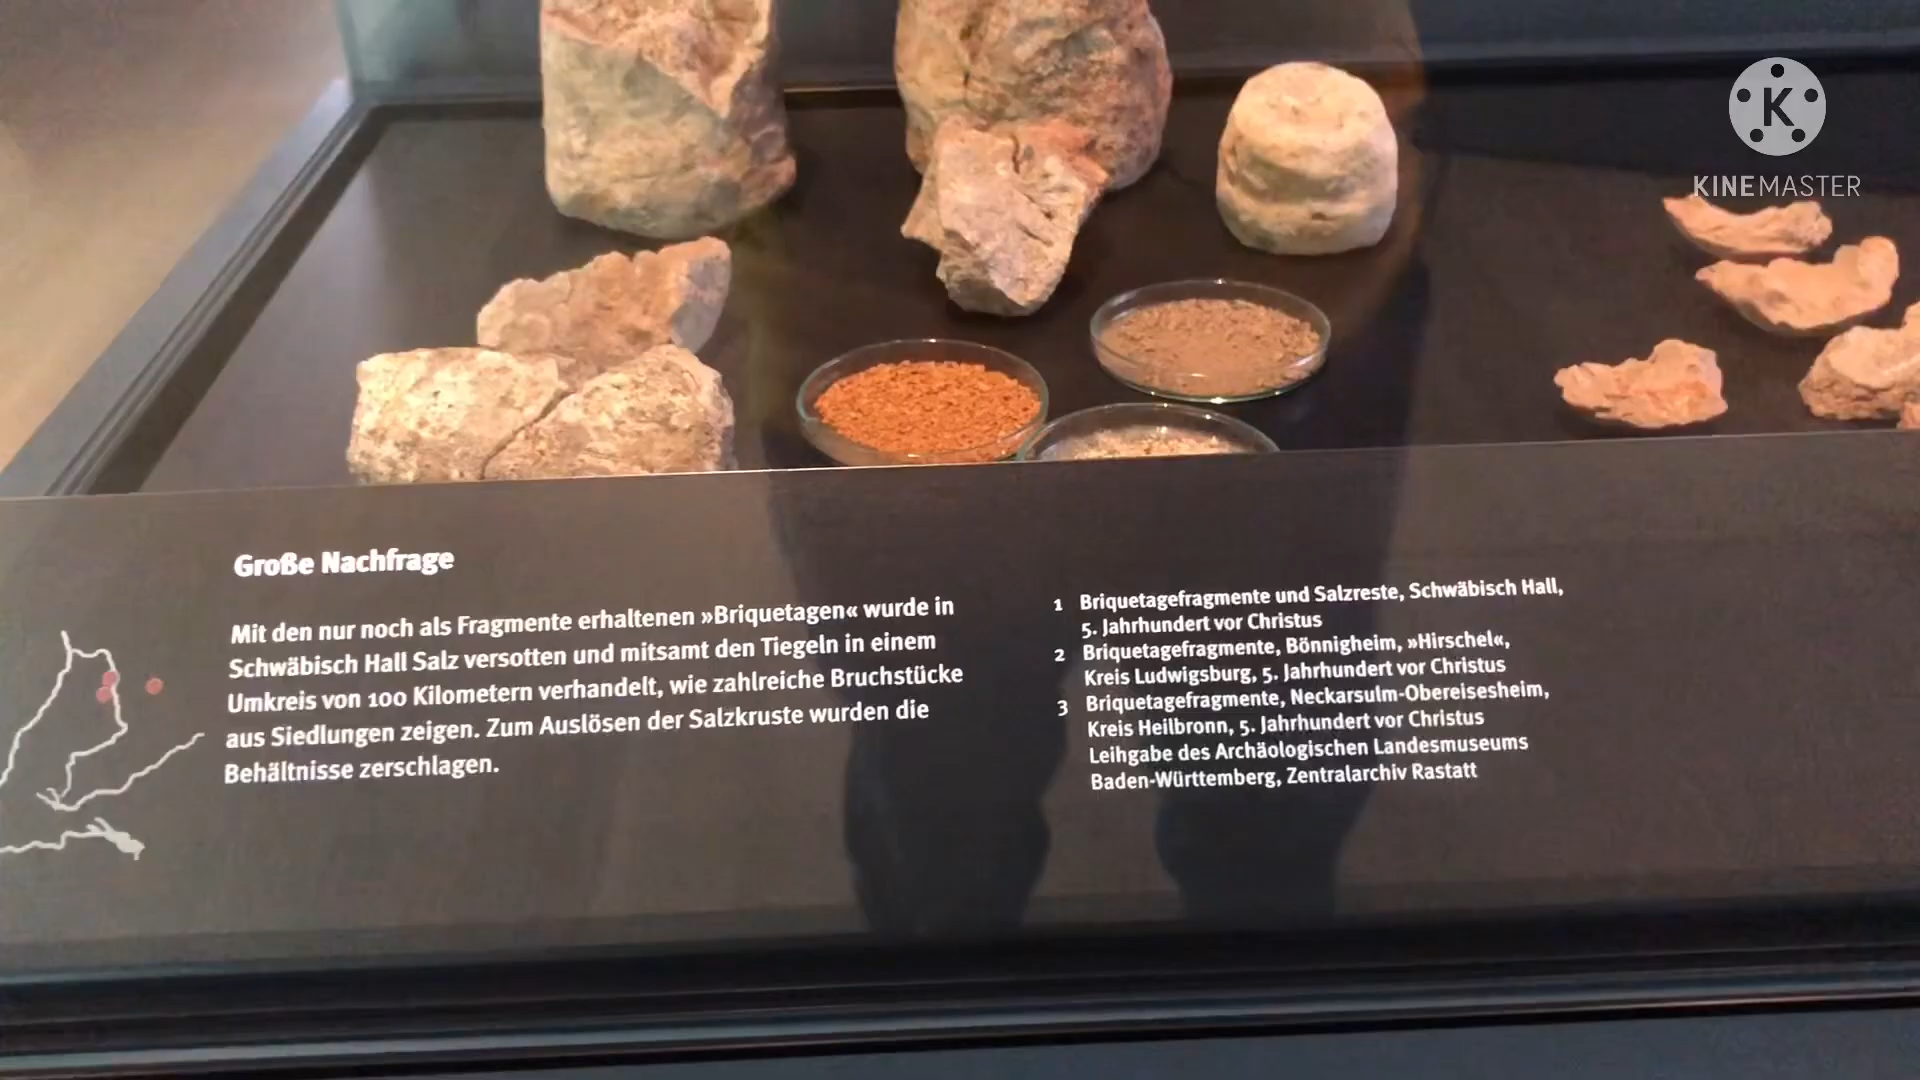 K
KINEMASTER
Große Nachfrage
Mit den nur noch als Fragmente erhaltenen »Briquetagen« wurde in
Schwäbisch Hall Salz versotten und mitsamt den Tiegeln in einem
Umkreis von 100 Kilometern verhandelt, wie zahlreiche Bruchstücke
aus Siedlungen zeigen. Zum Auslösen der Salzkruste wurden die
Behältnisse zerschlagen.
1 Briquetagefragmente und Salzreste, Schwäbisch Hall,
5. Jahrhundert vor Christus
2 Briquetagefragmente, Bönnigheim, »Hirschel«,
Kreis Ludwigsburg, 5. Jahrhundert vor Christus
3 Briquetagefragmente, Neckarsulm-Obereisesheim,
Kreis Heilbronn, 5. Jahrhundert vor Christus
Leihgabe des Archäologischen Landesmuseums
Baden-Württemberg, Zentralarchiv Rastatt